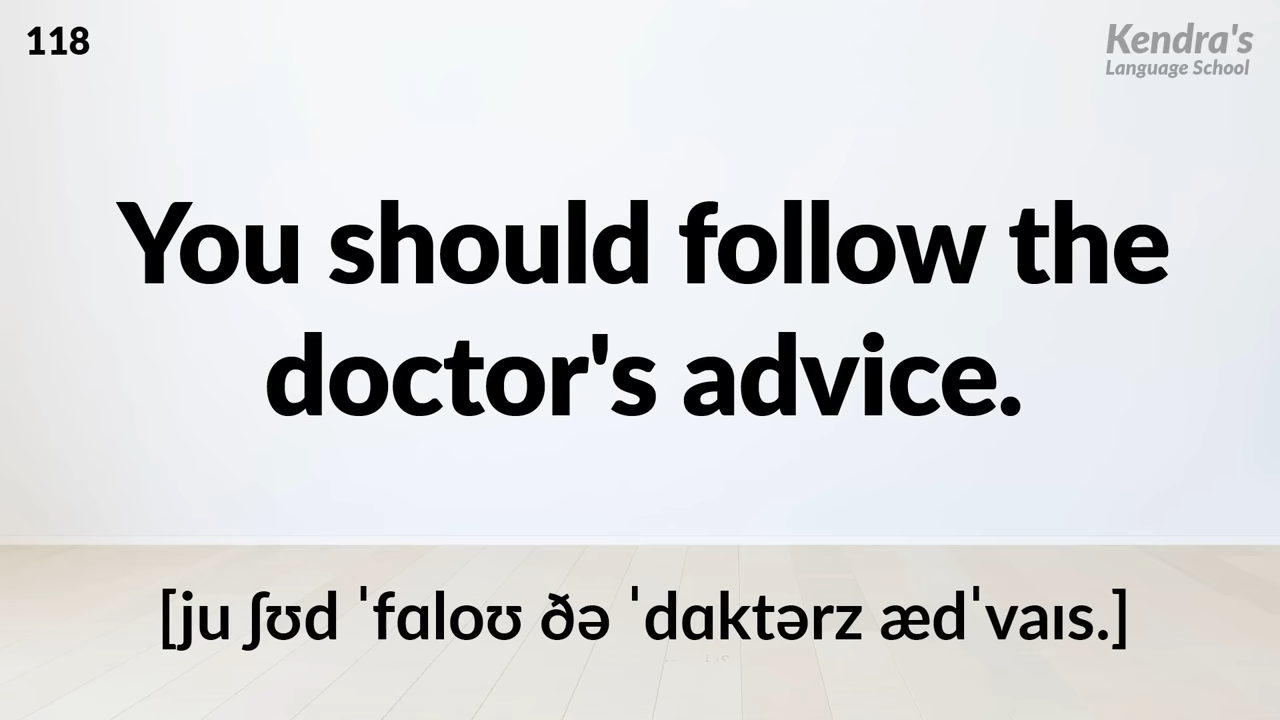 118
Kendra's
Language School
You should follow the
doctor's advice.
[ju ʃʊd ˈfɑloʊ ðə ˈdɑktərz ædˈvaɪs.]